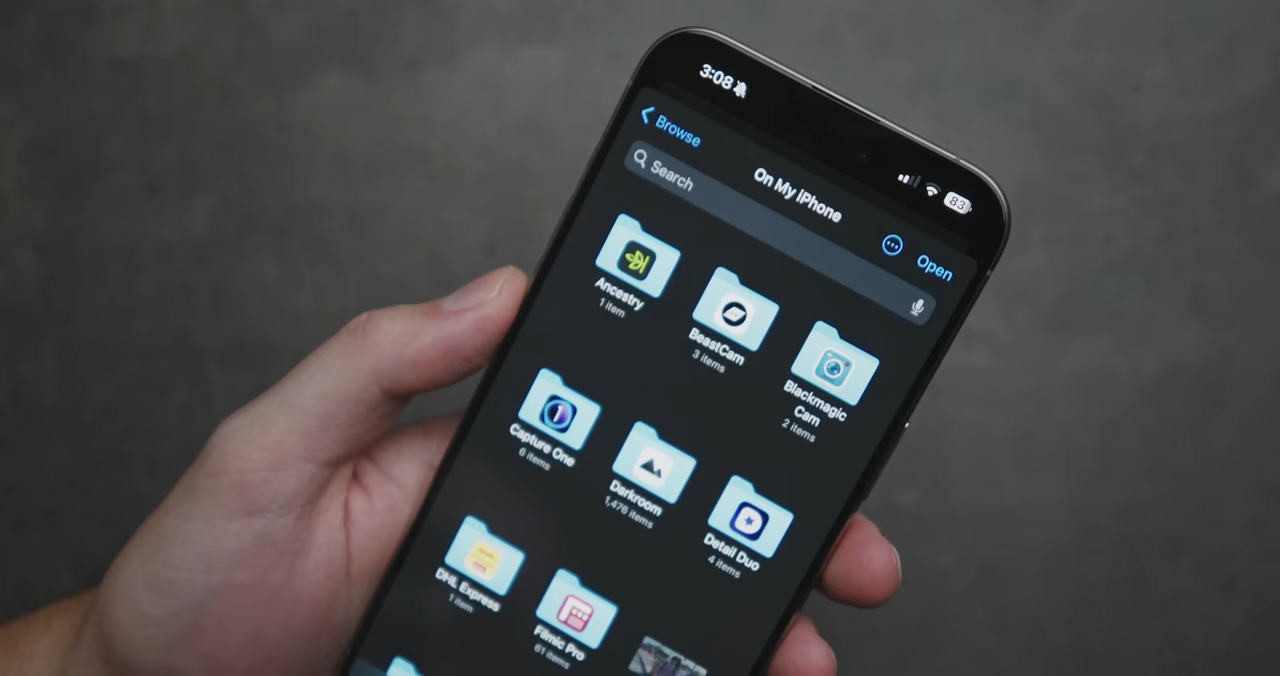 3:08
83
Browse
On My iPhone
Open
Search
Ancestry
1 item
BeastCam
3 items
Blackmagic
Cam
2 items
Capture One
6 items
Darkroom
1,476 items
Detail Duo
4 items
DHL Express
1 item
Filmic Pro
61 items